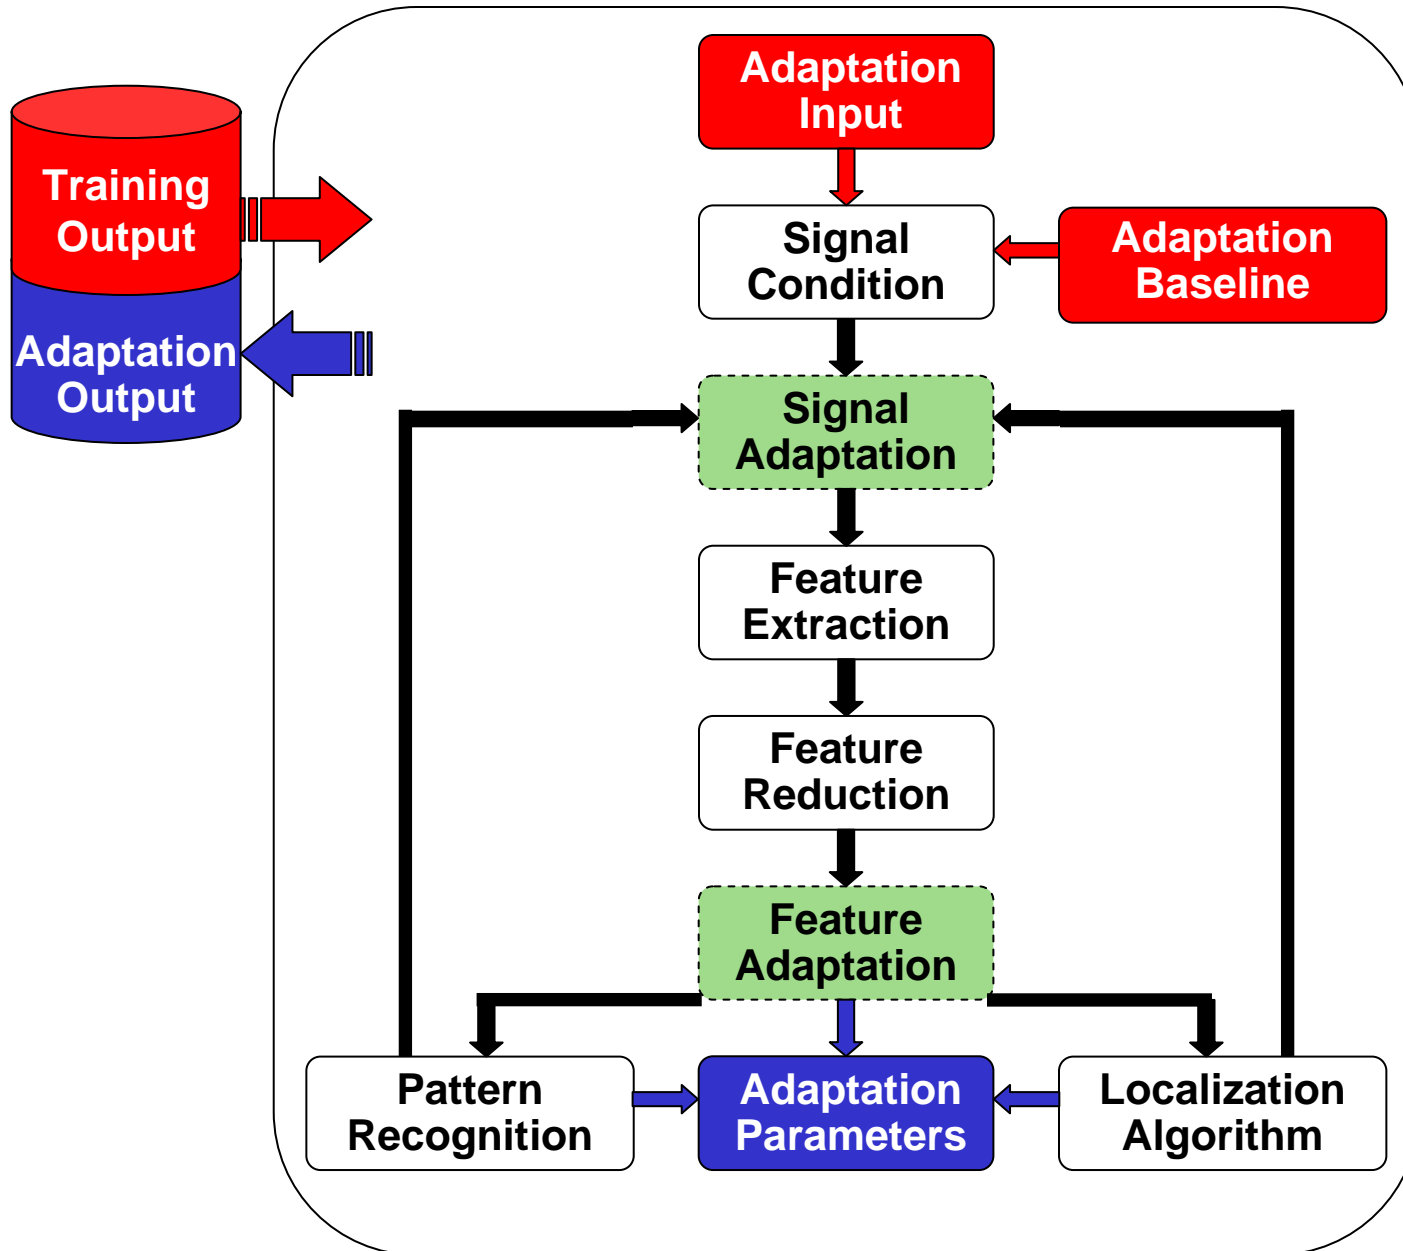 Adaptation
Input
Training
Output
Adaptation
Output
Signal
Condition
Adaptation
Baseline
Signal
Adaptation
Feature
Extraction
Feature
Reduction
Feature
Adaptation
Pattern
Recognition
Adaptation
Parameters
Localization
Algorithm